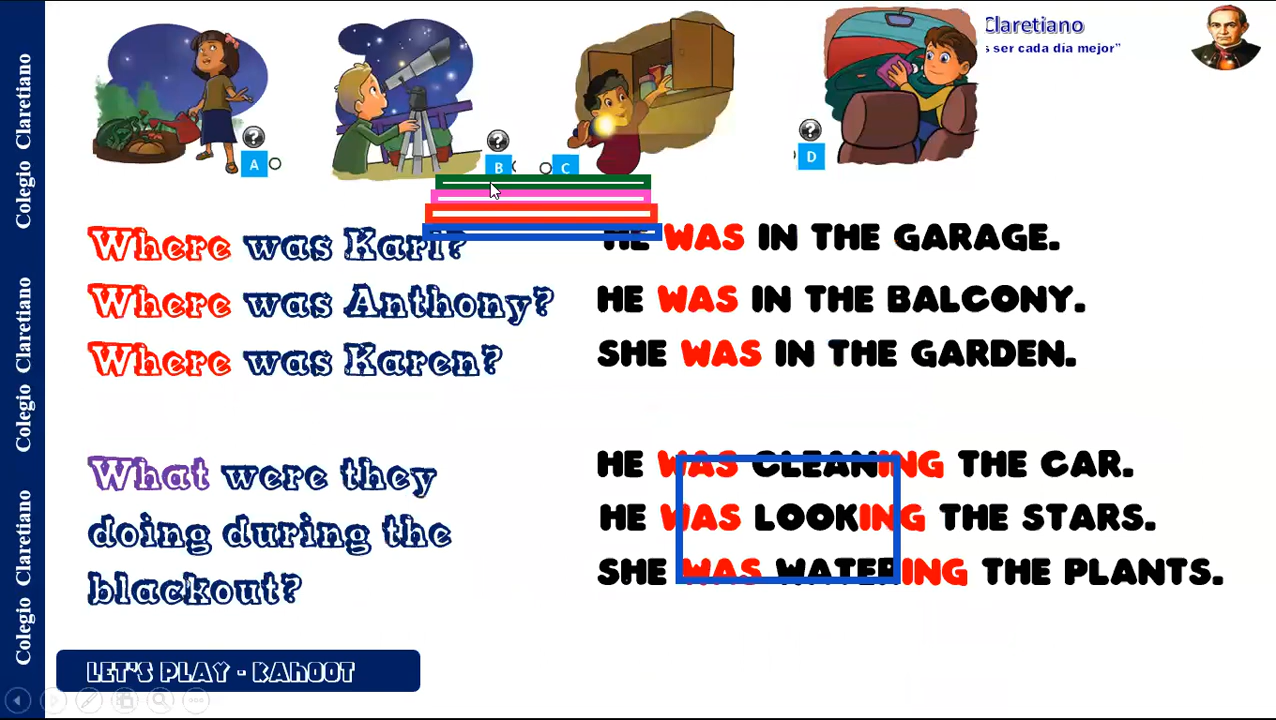 Claretiano
s ser cada día mejor”
?
A
?
B
C
?
D
Where was Karl?
HE WAS IN THE GARAGE.
Where was Anthony?
HE WAS IN THE BALCONY.
Where was Karen?
SHE WAS IN THE GARDEN.
What were they
doing during the
blackout?
HE WAS CLEANING THE CAR.
HE WAS LOOKING THE STARS.
SHE WAS WATERING THE PLANTS.
LET'S PLAY - KAHOOT
Colegio Claretiano
Colegio Claretiano
Colegio Claretiano